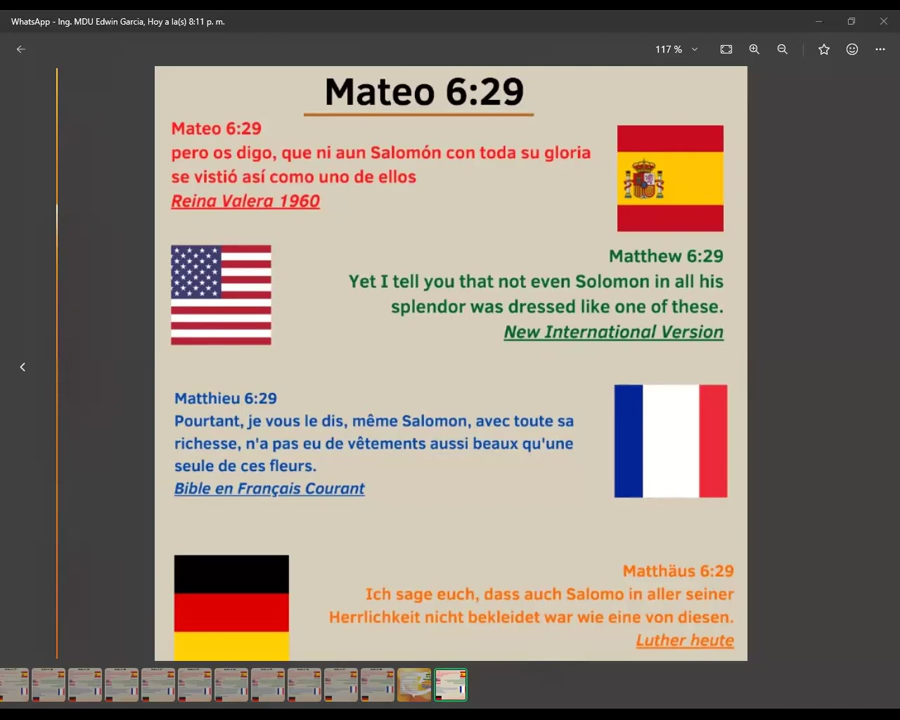 WhatsApp - Ing. MDU Edwin Garcia, Hoy a la(s) 8:11 p. m.
117 %
Mateo 6:29
Mateo 6:29
pero os digo, que ni aun Salomón con toda su gloria
se vistió así como uno de ellos
Reina Valera 1960
Matthew 6:29
Yet I tell you that not even Solomon in all his
splendor was dressed like one of these.
New International Version
Matthieu 6:29
Pourtant, je vous le dis, même Salomon, avec toute sa
richesse, n'a pas eu de vêtements aussi beaux qu'une
seule de ces fleurs.
Bible en Français Courant
Matthäus 6:29
Ich sage euch, dass auch Salomo in aller seiner
Herrlichkeit nicht bekleidet war wie eine von diesen.
Luther heute